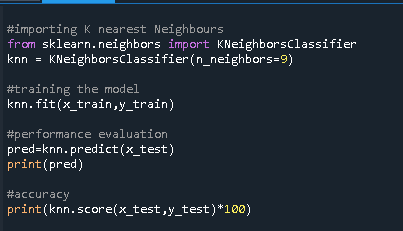 #importing K nearest Neighbours
from sklearn.neighbors import KNeighborsClassifier
knn = KNeighborsClassifier(n_neighbors=9)
#training the model
knn.fit(x_train,y_train)
#performance evaluation
pred=knn.predict(x_test)
print(pred)
#accuracy
print(knn.score(x_test,y_test)*100)